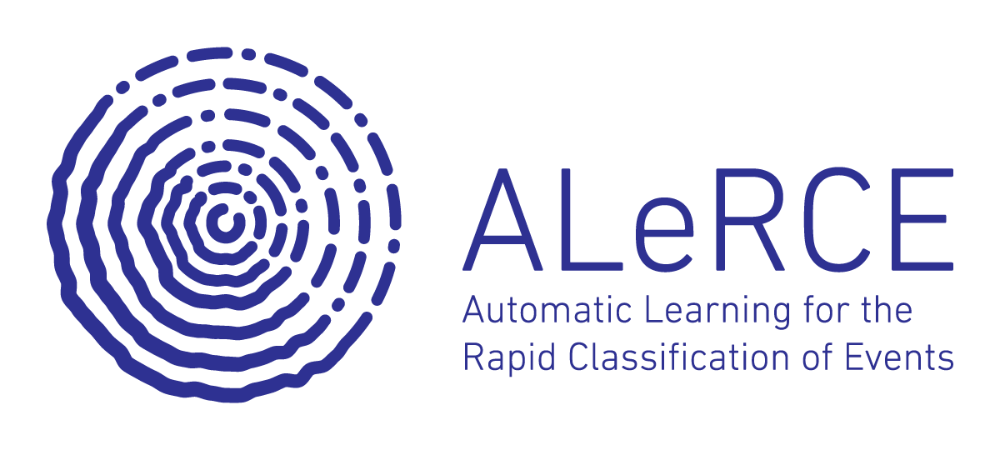 ALeRCE
Automatic Learning for the
Rapid Classification of Events